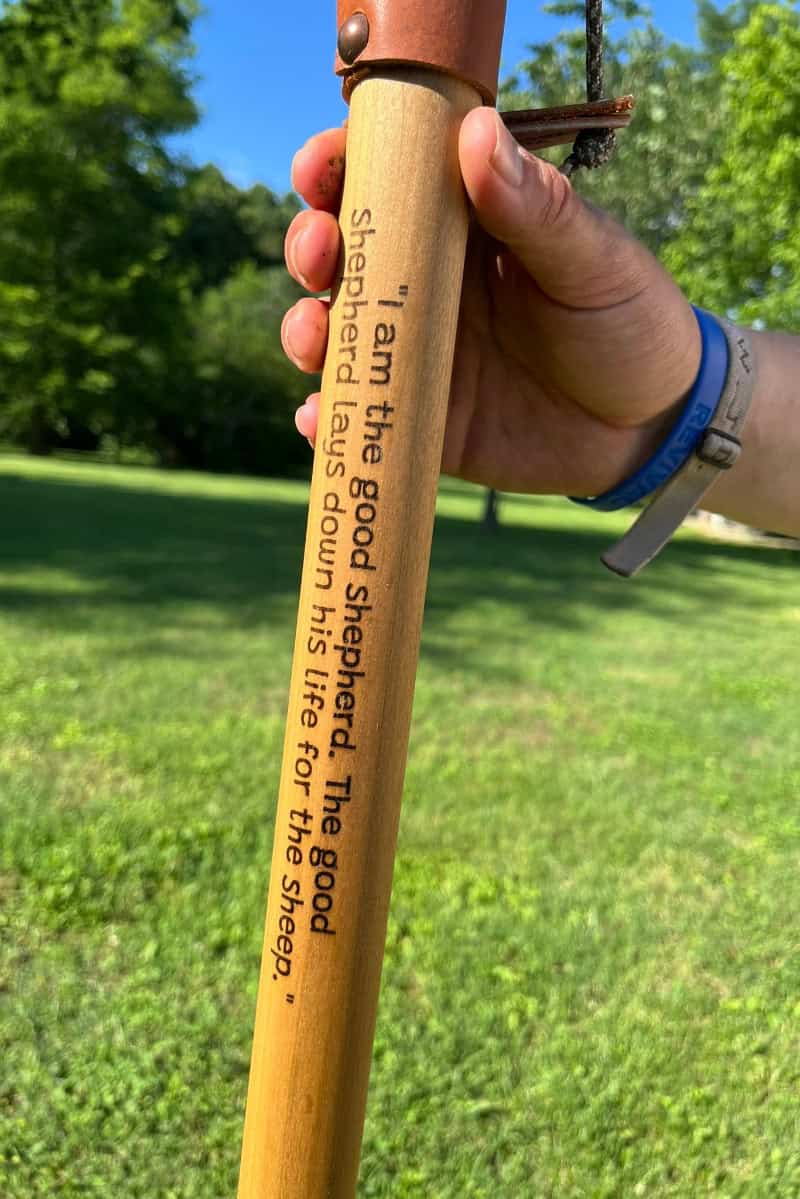 "I am the good shepherd. The good
shepherd lays down his life for the sheep."